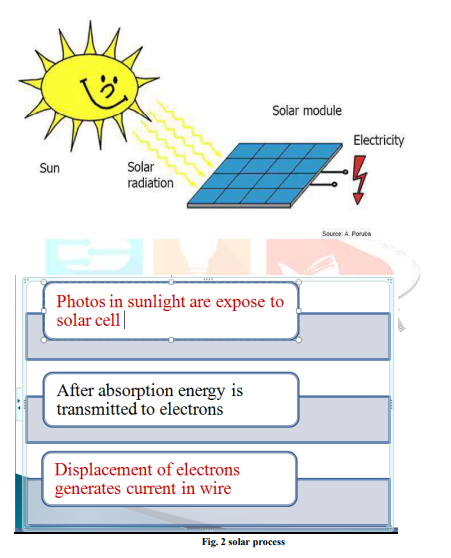 Solar module
Electricity
Sun
Solar
radiation
Source: A. Poruba
Photos in sunlight are expose to
solar cell
After absorption energy is
transmitted to electrons
Displacement of electrons
generates current in wire
Fig. 2 solar process